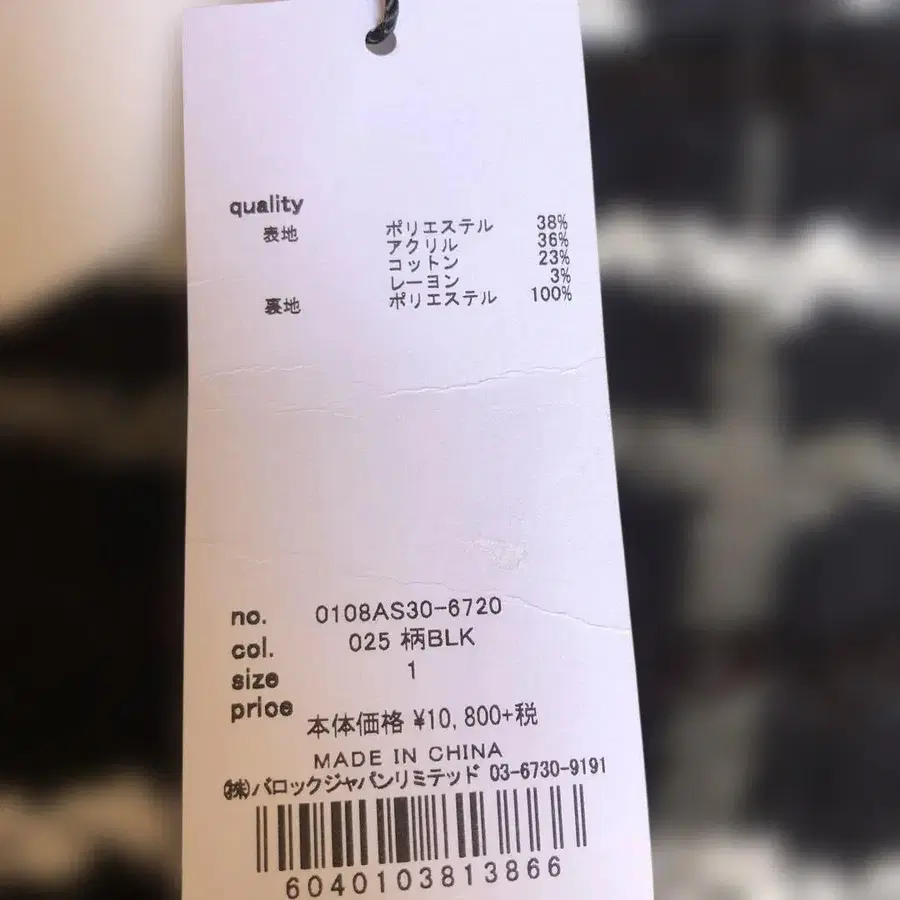 quality
表地 ポリエステル 38%
アクリル 36%
コットン 23%
レーヨン 3%
裏地 ポリエステル 100%
no. 0108AS30-6720
col. 025 柄BLK
size 1
price 本体価格 ¥10,800+税
MADE IN CHINA
㈱バロックジャパンリミテッド 03-6730-9191
6040103813866